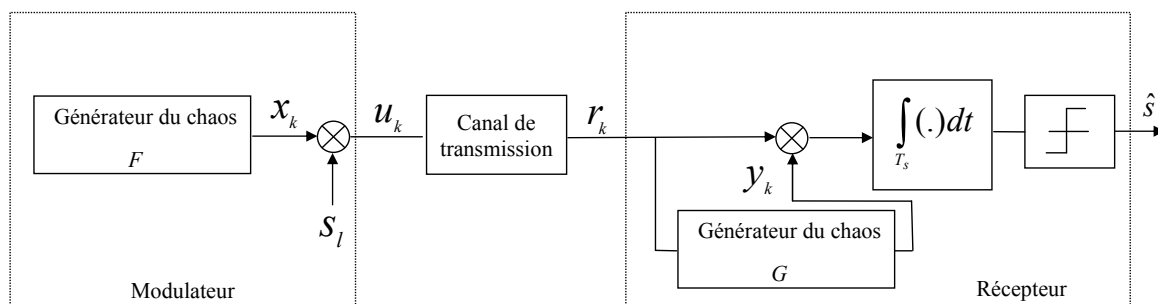 Générateur du chaos
F
x_k
s_l
u_k
Canal de
transmission
r_k
y_k
Générateur du chaos
G
∫(.)dt
T_s
ŝ
Modulateur
Récepteur